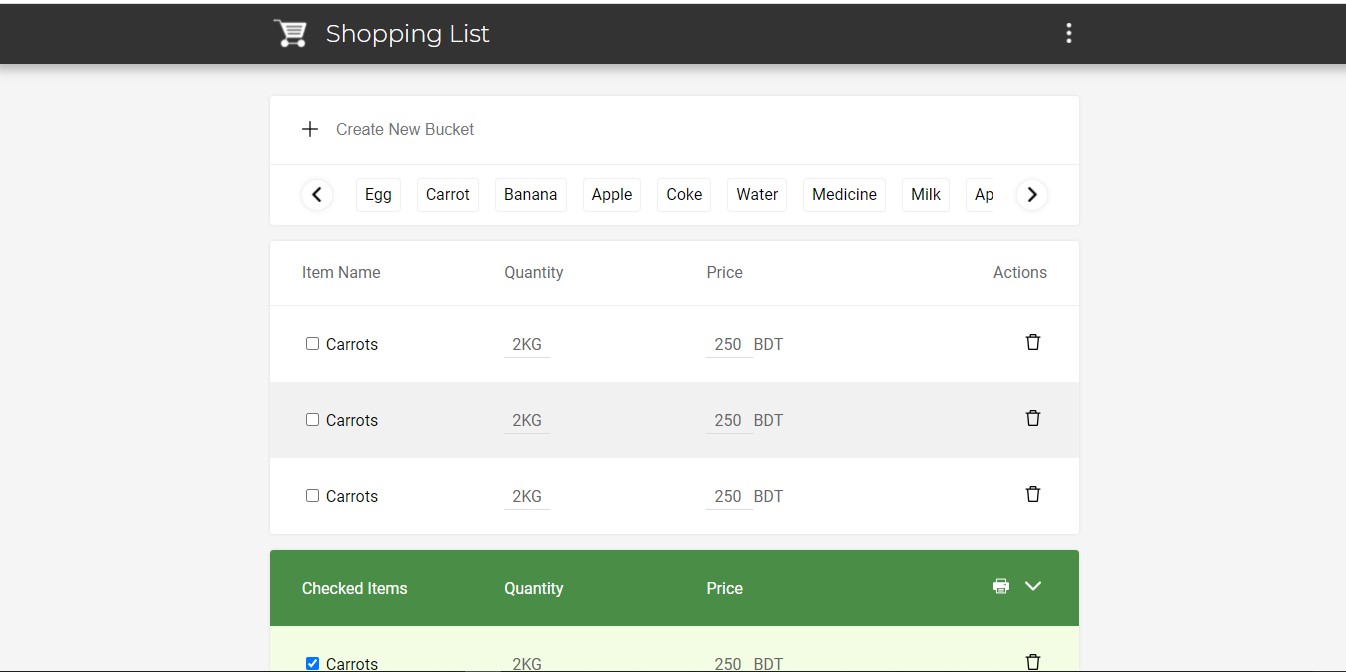 Shopping List
Create New Bucket
Egg Carrot Banana Apple Coke Water Medicine Milk Ap
Item Name Quantity Price Actions
Carrots 2KG 250 BDT
Carrots 2KG 250 BDT
Carrots 2KG 250 BDT
Checked Items Quantity Price
Carrots 2KG 250 BDT